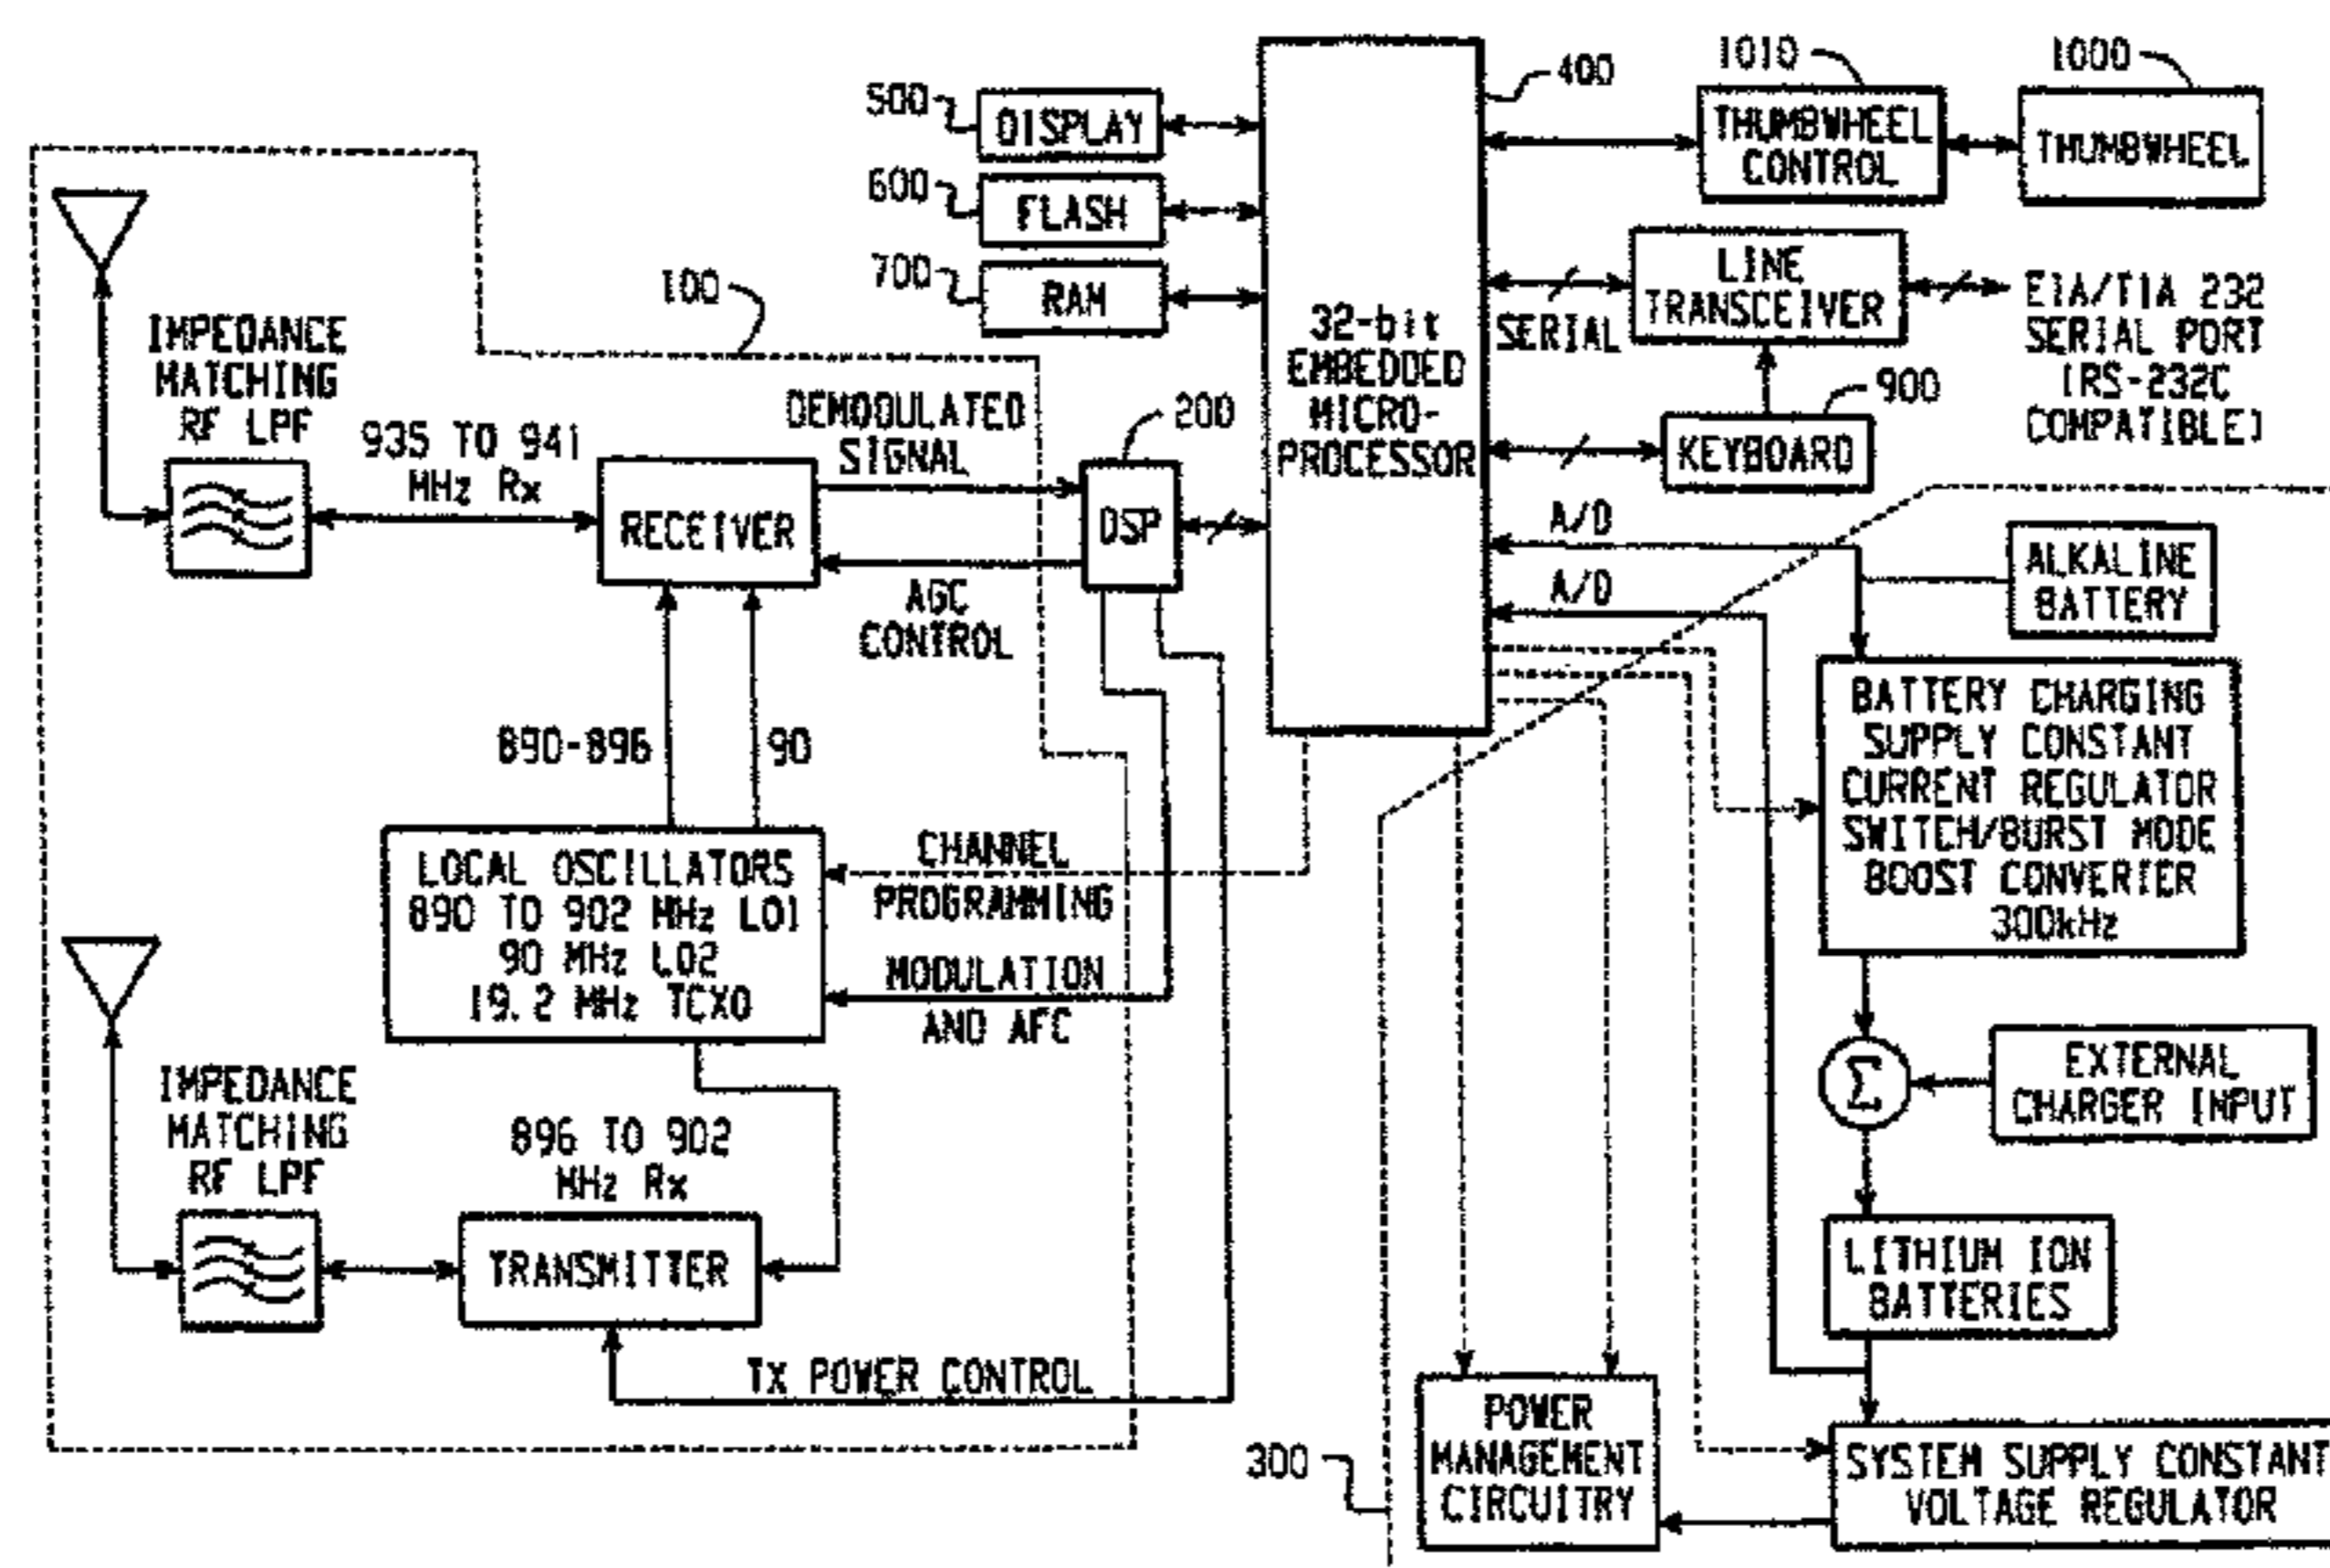 500
DISPLAY
600
FLASH
700
RAM
100
32-bit
EMBEDDED
MICRO-
PROCESSOR
400
1010
THUMBWHEEL
CONTROL
1000
THUMBWHEEL
LINE
TRANSCEIVER
SERIAL
EIA/TIA 232
SERIAL PORT
(RS-232C
COMPATIBLE)
900
KEYBOARD
IMPEDANCE
MATCHING
RF LPF
935 TO 941
MHz Rx
RECEIVER
DEMODULATED
SIGNAL
200
DSP
AGC
CONTROL
A/D
A/D
ALKALINE
BATTERY
890-896
90
BATTERY CHARGING
SUPPLY CONSTANT
CURRENT REGULATOR
SWITCH/BURST MODE
BOOST CONVERTER
300kHz
LOCAL OSCILLATORS
890 TO 902 MHz LO1
90 MHz LO2
19.2 MHz TCXO
CHANNEL
PROGRAMMING
MODULATION
AND AFC
Σ
EXTERNAL
CHARGER INPUT
IMPEDANCE
MATCHING
RF LPF
896 TO 902
MHz Rx
TRANSMITTER
Tx POWER CONTROL
LITHIUM ION
BATTERIES
300
POWER
MANAGEMENT
CIRCUITRY
SYSTEM SUPPLY CONSTANT
VOLTAGE REGULATOR